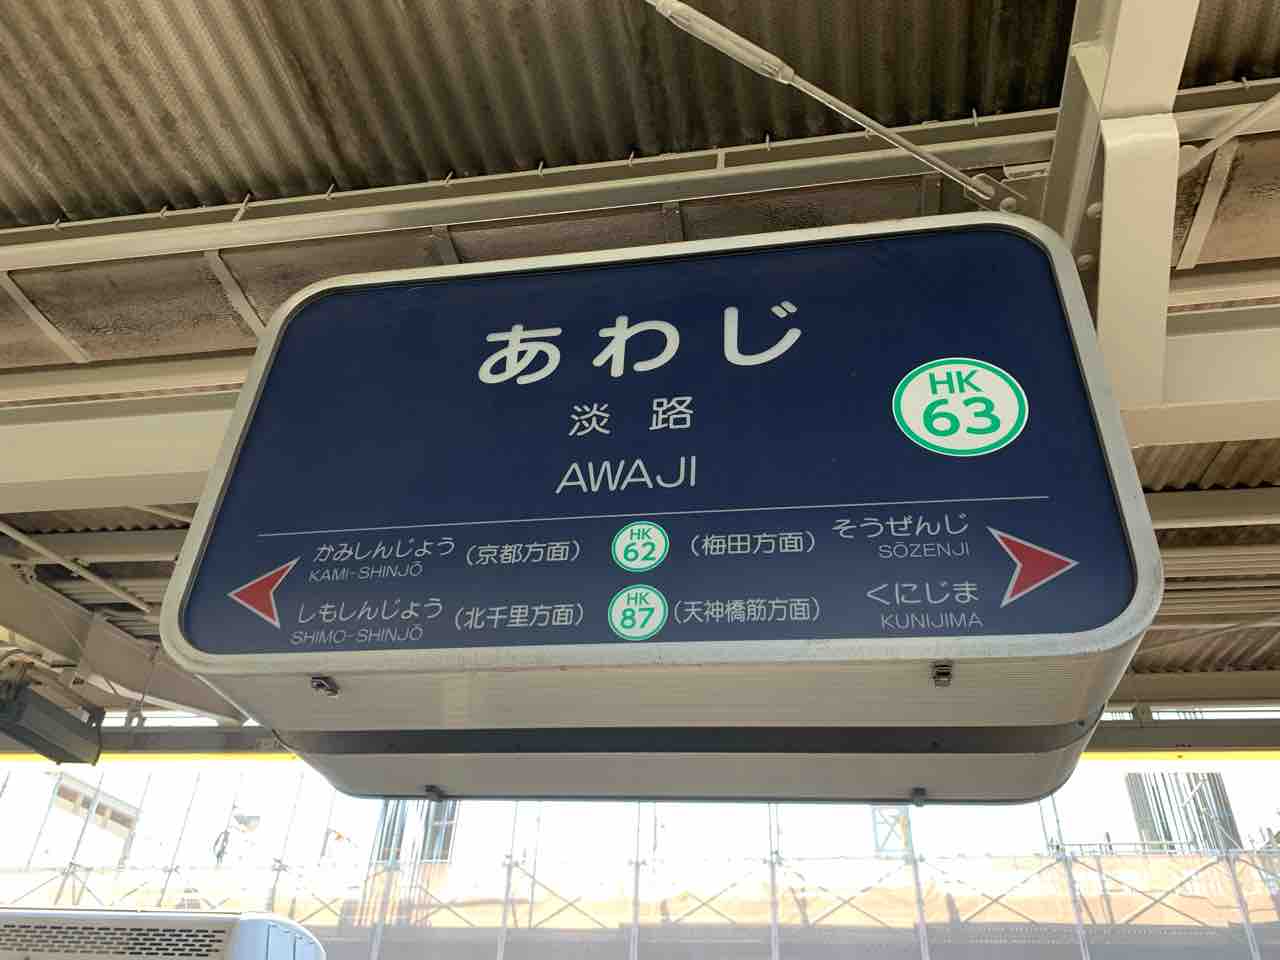 あわじ
淡路
AWAJI
HK
63
かみしんじょう (京都方面) HK 62 (梅田方面) そうぜんじ
KAMI-SHINJŌ SŌZENJI
しもしんじょう (北千里方面) HK 87 (天神橋筋方面) くにじま
SHIMO-SHINJŌ KUNIJIMA